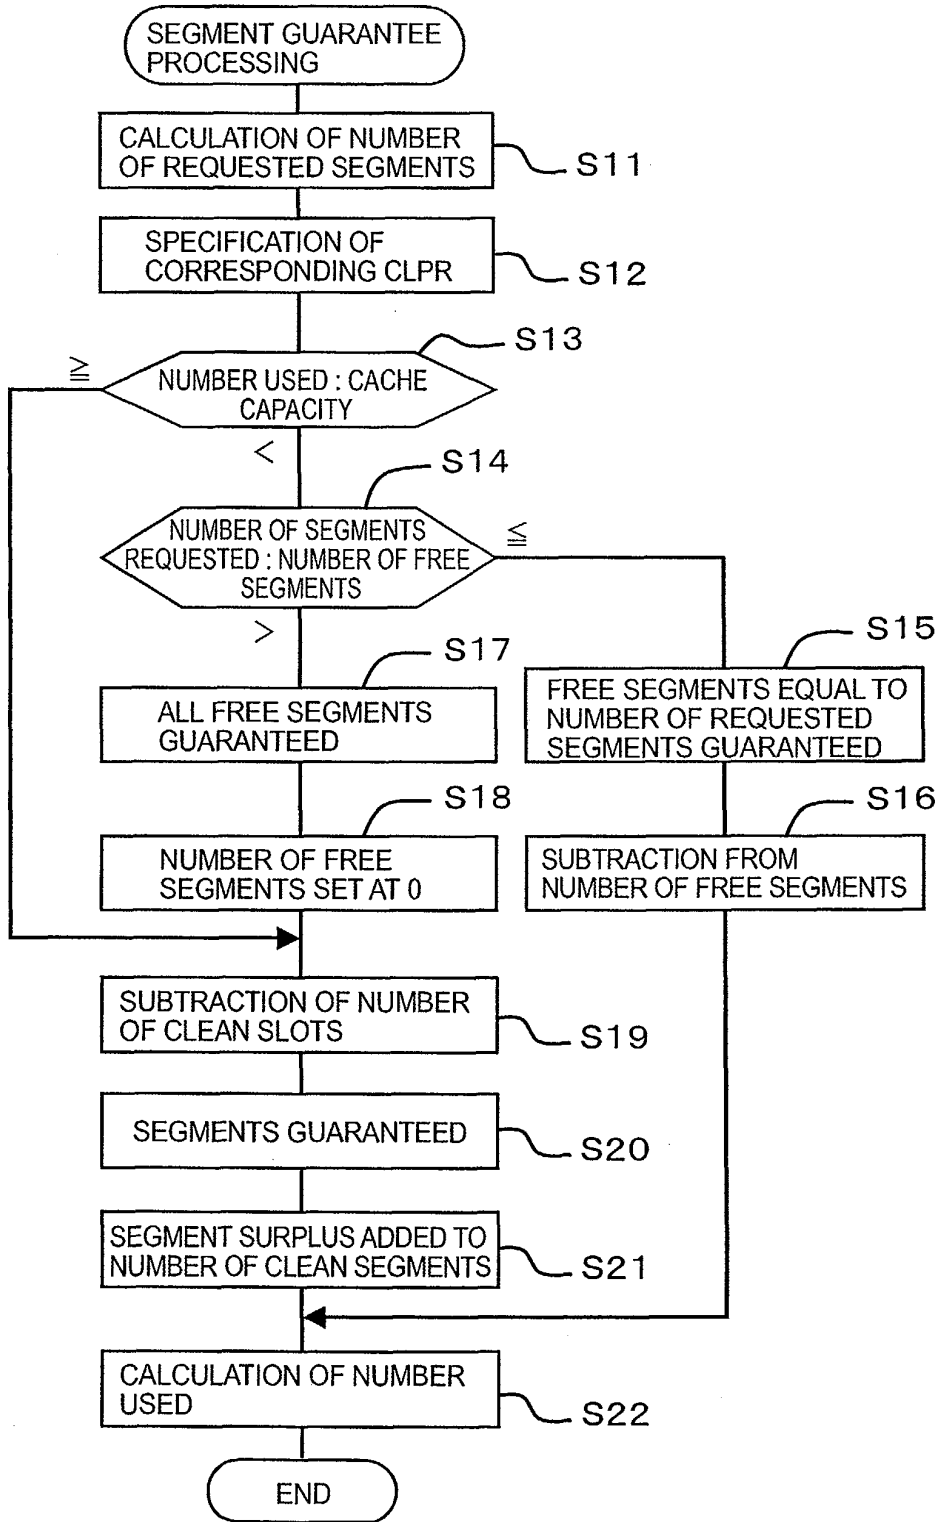 SEGMENT GUARANTEE
PROCESSING
CALCULATION OF NUMBER
OF REQUESTED SEGMENTS
S11
SPECIFICATION OF
CORRESPONDING CLPR
S12
S13
≧
NUMBER USED : CACHE
CAPACITY
<
S14
NUMBER OF SEGMENTS
REQUESTED : NUMBER OF FREE
SEGMENTS
≦
>
S17
ALL FREE SEGMENTS
GUARANTEED
S15
FREE SEGMENTS EQUAL TO
NUMBER OF REQUESTED
SEGMENTS GUARANTEED
S18
NUMBER OF FREE
SEGMENTS SET AT 0
S16
SUBTRACTION FROM
NUMBER OF FREE SEGMENTS
SUBTRACTION OF NUMBER
OF CLEAN SLOTS
S19
SEGMENTS GUARANTEED
S20
SEGMENT SURPLUS ADDED TO
NUMBER OF CLEAN SEGMENTS
S21
CALCULATION OF NUMBER
USED
S22
END